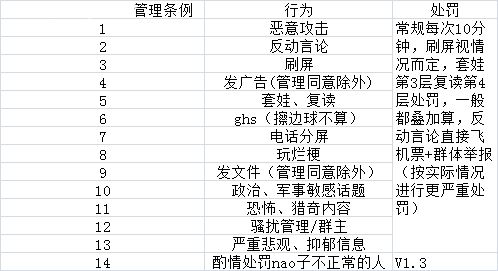 管理条例 行为 处罚
1 恶意攻击 常规每次10分
2 反动言论 钟，刷屏视情
3 刷屏 况而定，套娃
4 发广告(管理同意除外) 第3层复读第4
5 套娃、复读 层处罚，一般
6 ghs（擦边球不算） 都叠加算，反
7 电话分屏 动言论直接飞
8 玩烂梗 机票+群体举报
9 发文件（管理同意除外） （按实际情况
10 政治、军事敏感话题 进行更严重处
11 恐怖、猎奇内容 罚）
12 骚扰管理/群主
13 严重悲观、抑郁信息
14 酌情处罚nao子不正常的人 V1.3